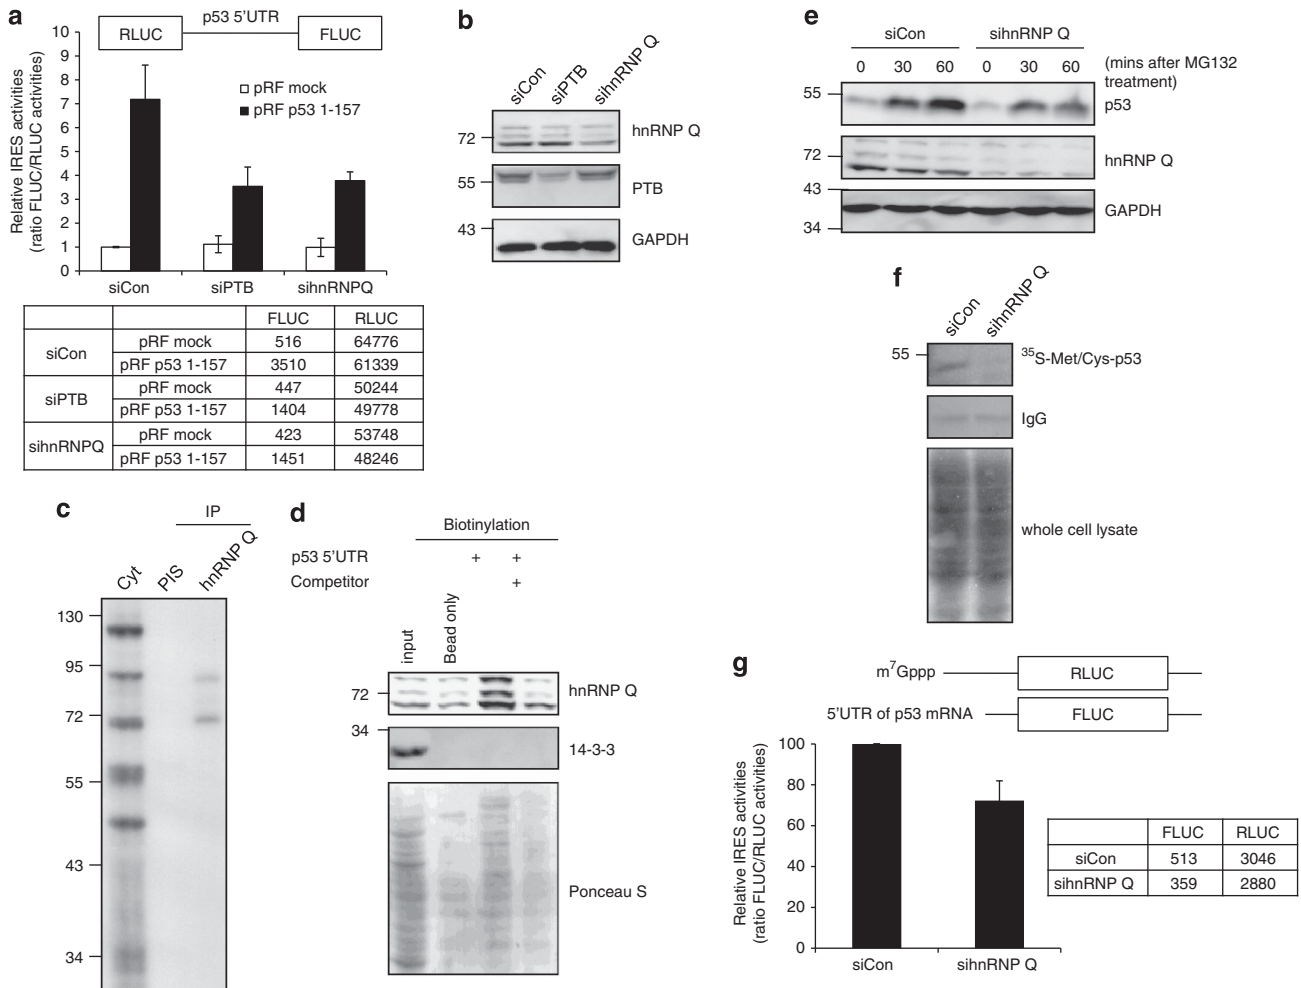 a
RLUC
p53 5'UTR
FLUC
Relative IRES activities
(ratio FLUC/RLUC activities)
10
9
8
7
6
5
4
3
2
1
0
pRF mock
pRF p53 1-157
siCon
siPTB
sihnRNPQ
FLUC RLUC
siCon
pRF mock 516 64776
pRF p53 1-157 3510 61339
siPTB
pRF mock 447 50244
pRF p53 1-157 1404 49778
sihnRNPQ
pRF mock 423 53748
pRF p53 1-157 1451 48246
b
siCon
siPTB
sihnRNP Q
72
hnRNP Q
55
PTB
43
GAPDH
c
IP
Cyt
PIS
hnRNP Q
130
95
72
55
43
34
d
Biotinylation
p53 5'UTR + +
Competitor +
input
Bead only
72
hnRNP Q
34
14-3-3
Ponceau S
e
siCon sihnRNP Q
0 30 60 0 30 60
(mins after MG132
treatment)
55
p53
72
hnRNP Q
43
GAPDH
34
f
siCon
sihnRNP Q
55
³⁵S-Met/Cys-p53
IgG
whole cell lysate
g
m⁷Gppp
RLUC
5'UTR of p53 mRNA
FLUC
Relative IRES activities
(ratio FLUC/RLUC activities)
100
80
60
40
20
0
siCon
sihnRNP Q
FLUC RLUC
siCon 513 3046
sihnRNP Q 359 2880